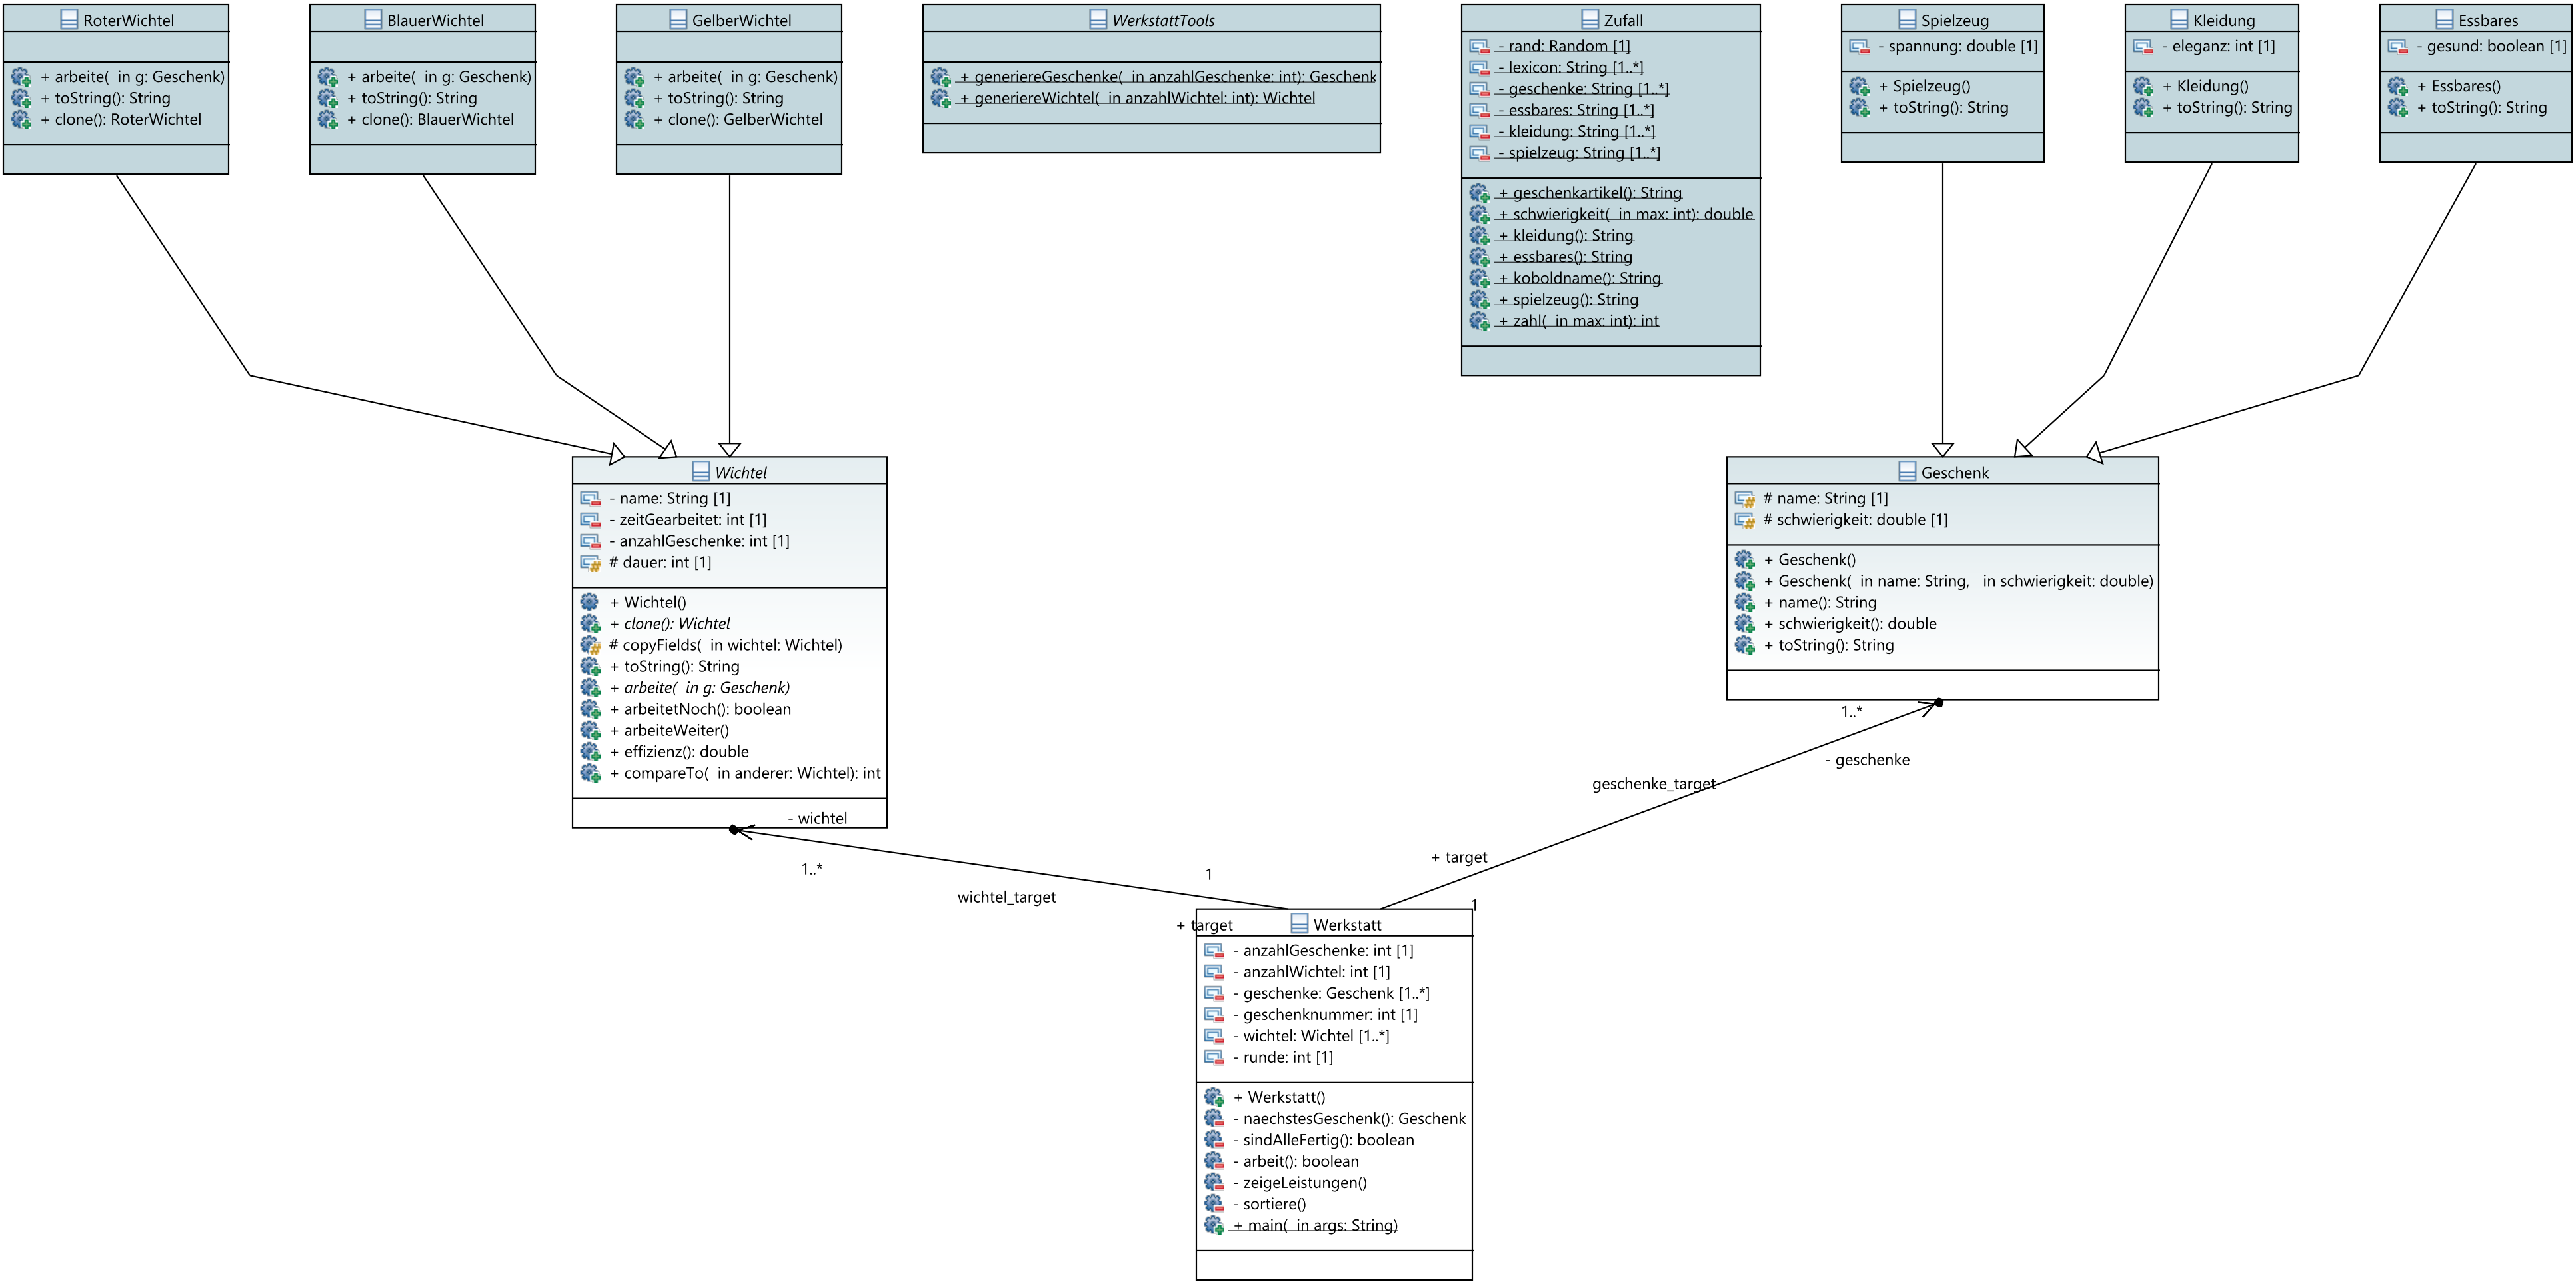 RoterWichtel
+ arbeite(  in g: Geschenk)
+ toString(): String
+ clone(): RoterWichtel
BlauerWichtel
+ arbeite(  in g: Geschenk)
+ toString(): String
+ clone(): BlauerWichtel
GelberWichtel
+ arbeite(  in g: Geschenk)
+ toString(): String
+ clone(): GelberWichtel
WerkstattTools
+ generiereGeschenke(  in anzahlGeschenke: int): Geschenk
+ generiereWichtel(  in anzahlWichtel: int): Wichtel
Zufall
- rand: Random [1]
- lexicon: String [1..*]
- geschenke: String [1..*]
- essbares: String [1..*]
- kleidung: String [1..*]
- spielzeug: String [1..*]
+ geschenkartikel(): String
+ schwierigkeit(  in max: int): double
+ kleidung(): String
+ essbares(): String
+ koboldname(): String
+ spielzeug(): String
+ zahl(  in max: int): int
Spielzeug
- spannung: double [1]
+ Spielzeug()
+ toString(): String
Kleidung
- eleganz: int [1]
+ Kleidung()
+ toString(): String
Essbares
- gesund: boolean [1]
+ Essbares()
+ toString(): String
Wichtel
- name: String [1]
- zeitGearbeitet: int [1]
- anzahlGeschenke: int [1]
# dauer: int [1]
+ Wichtel()
+ clone(): Wichtel
# copyFields(  in wichtel: Wichtel)
+ toString(): String
+ arbeite(  in g: Geschenk)
+ arbeitetNoch(): boolean
+ arbeiteWeiter()
+ effizienz(): double
+ compareTo(  in anderer: Wichtel): int
Geschenk
# name: String [1]
# schwierigkeit: double [1]
+ Geschenk()
+ Geschenk(  in name: String,   in schwierigkeit: double)
+ name(): String
+ schwierigkeit(): double
+ toString(): String
1..*
- geschenke
geschenke_target
+ target
1
- wichtel
1..*
wichtel_target
1
+ target
Werkstatt
- anzahlGeschenke: int [1]
- anzahlWichtel: int [1]
- geschenke: Geschenk [1..*]
- geschenknummer: int [1]
- wichtel: Wichtel [1..*]
- runde: int [1]
+ Werkstatt()
- naechstesGeschenk(): Geschenk
- sindAlleFertig(): boolean
- arbeit(): boolean
- zeigeLeistungen()
- sortiere()
+ main(  in args: String)